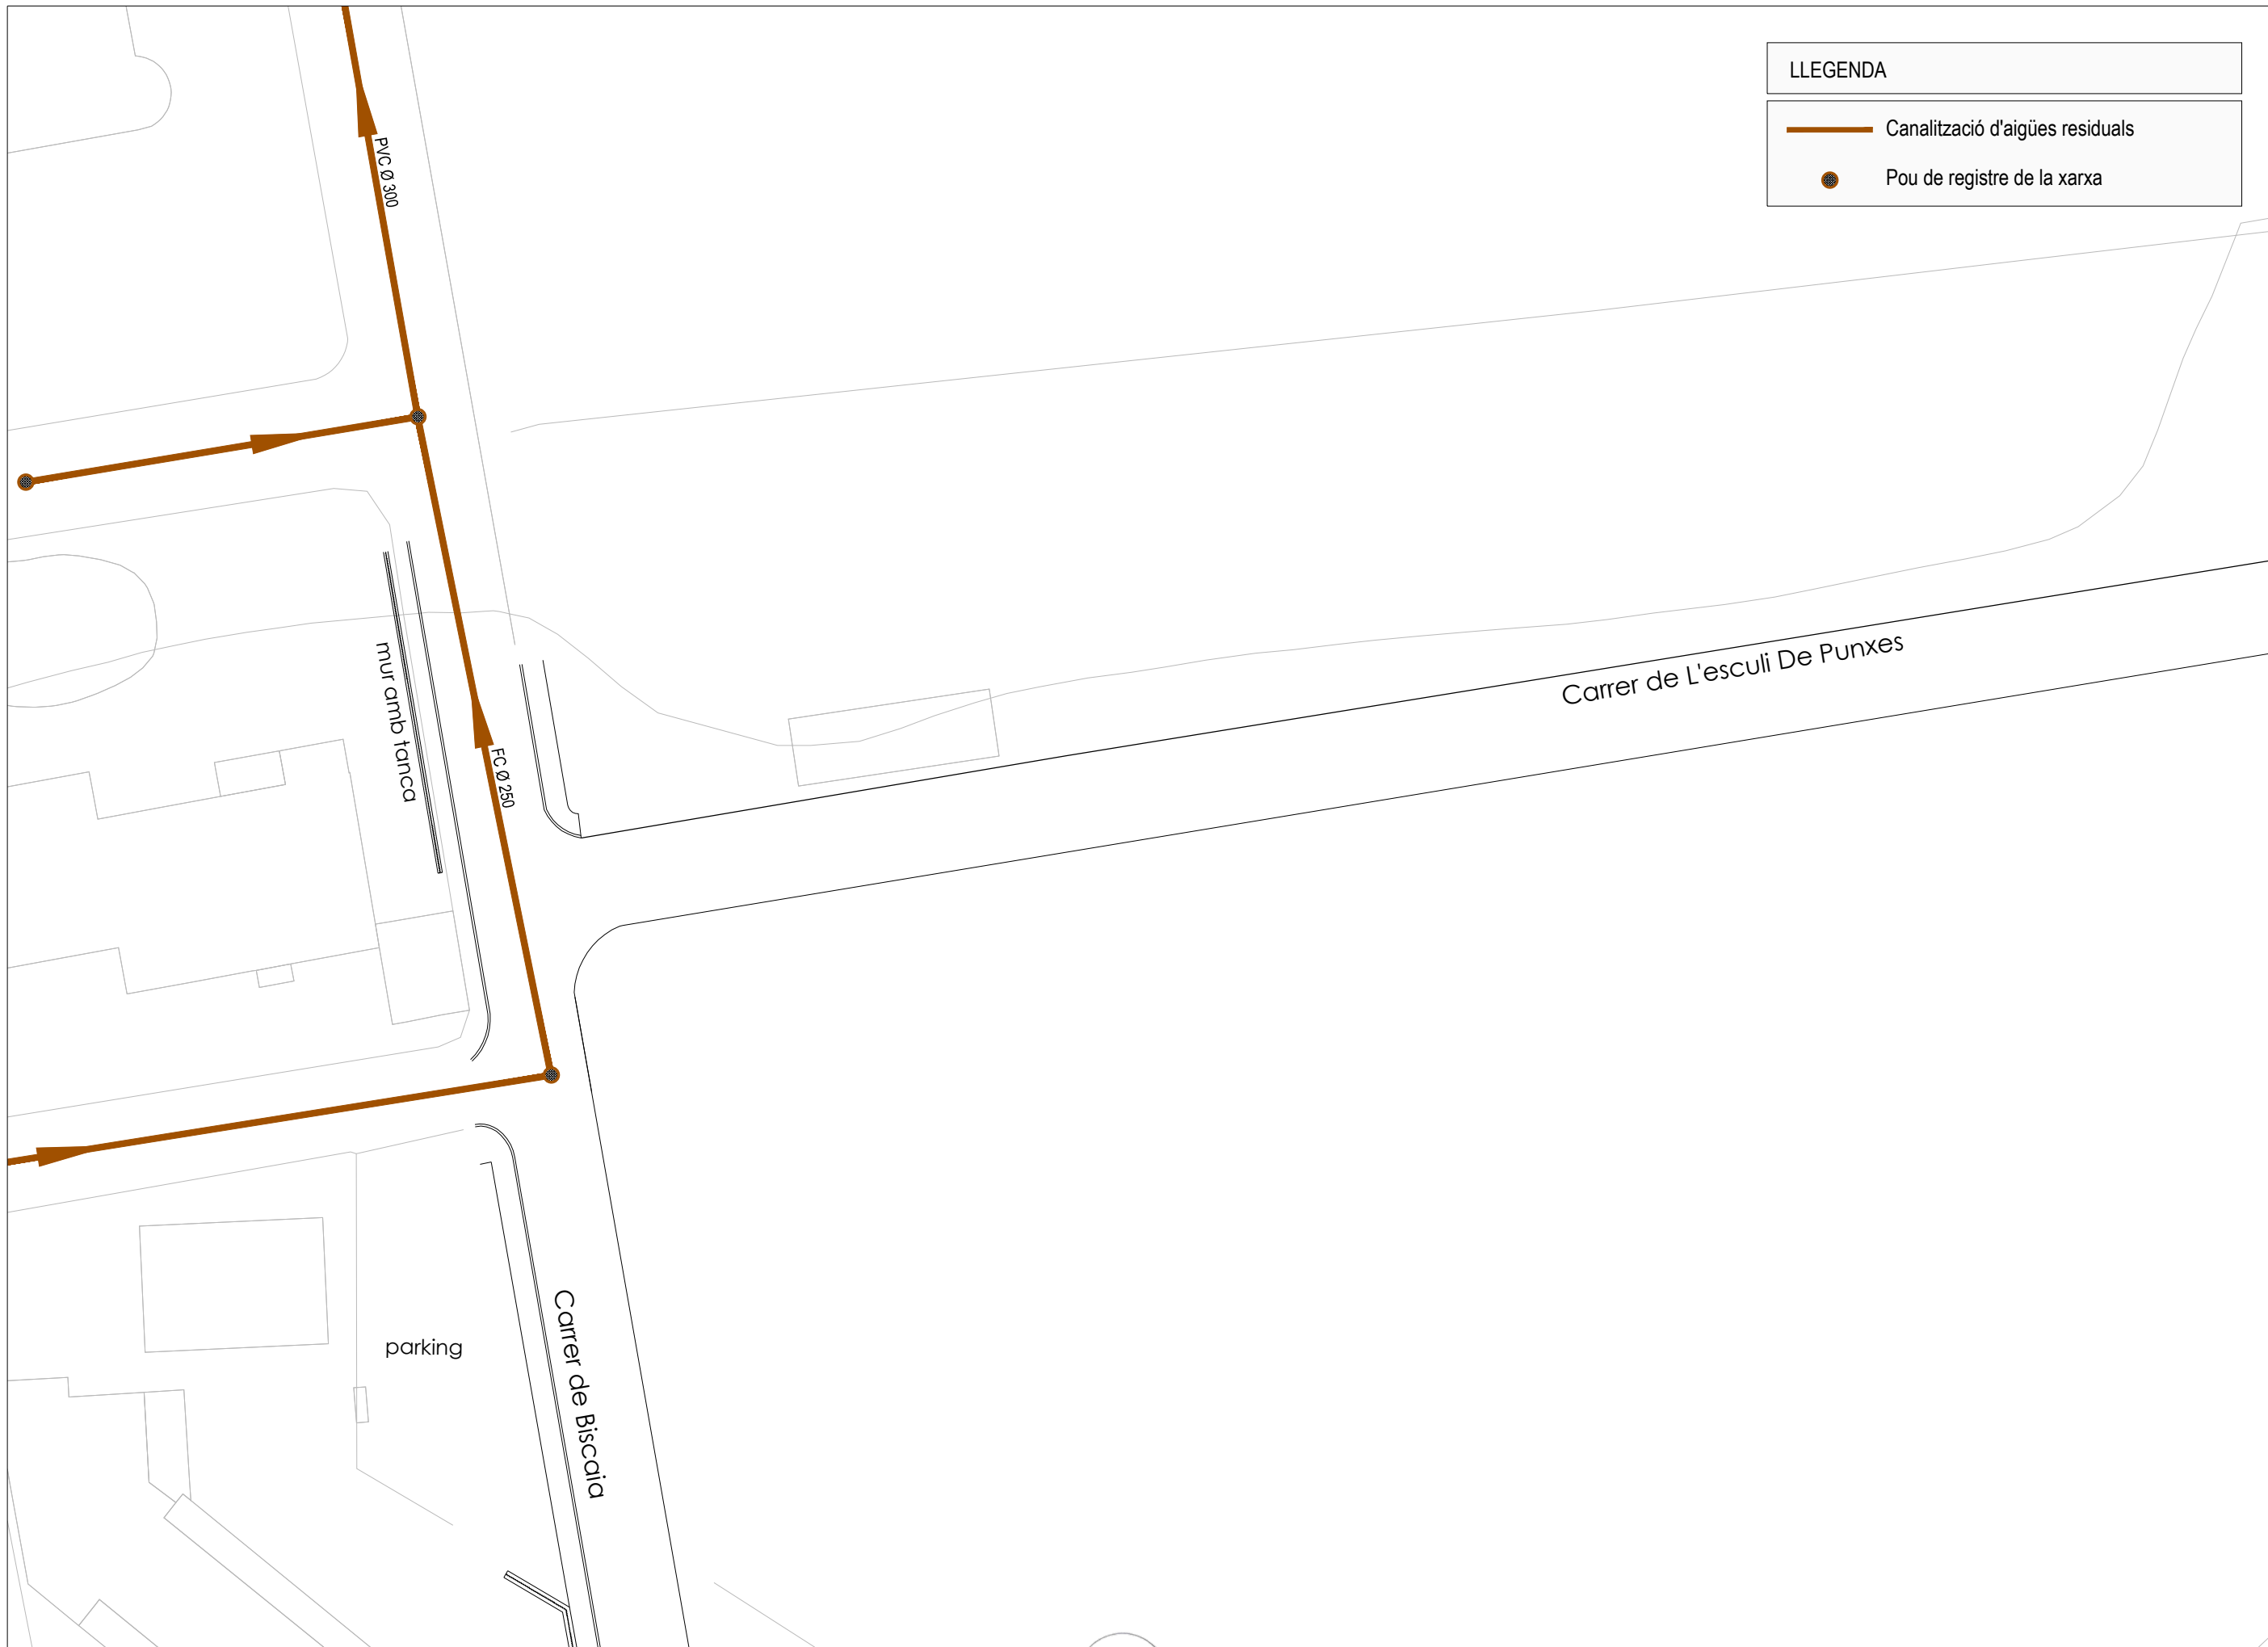 LLEGENDA
Canalització d'aigües residuals
Pou de registre de la xarxa
PVC Ø 300
mur amb tanca
FC Ø 250
Carrer de L'esculi De Punxes
parking
Carrer de Biscaia